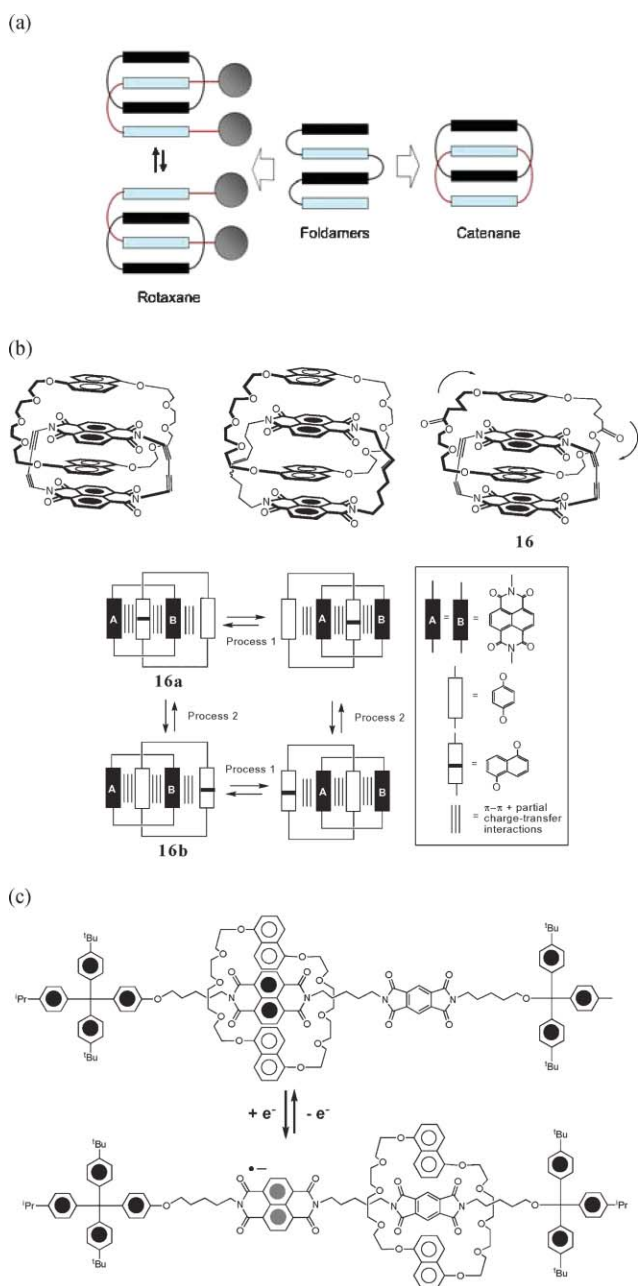 (a)
Rotaxane
Foldamers
Catenane
(b)
O O
O O O
O O O
O N N O
O O
O O
O N N O
O O
16
16a
Process 1
Process 2
Process 2
Process 1
16b
A B
A B
A B
A B
A = B =
O N O
O N O
=
O
O
=
O
O
= π–π + partial
charge-transfer
interactions
(c)
tBu
tBu
iPr
O
O N O
O N O
O
tBu
tBu
+ e- - e-
•–
tBu
tBu
iPr
O
O N O
O N O
O
iPr
tBu
tBu